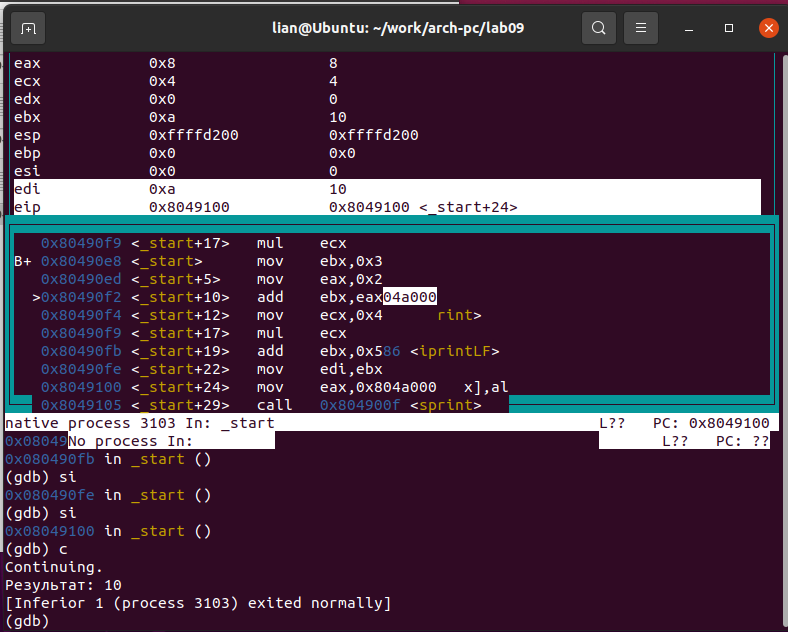 lian@Ubuntu: ~/work/arch-pc/lab09
eax 0x8 8
ecx 0x4 4
edx 0x0 0
ebx 0xa 10
esp 0xffffd200 0xffffd200
ebp 0x0 0x0
esi 0x0 0
edi 0xa 10
eip 0x8049100 0x8049100 <_start+24>
0x80490f9 <_start+17> mul ecx
B+ 0x80490e8 <_start> mov ebx,0x3
0x80490ed <_start+5> mov eax,0x2
>0x80490f2 <_start+10> add ebx,eax04a000
0x80490f4 <_start+12> mov ecx,0x4 rint>
0x80490f9 <_start+17> mul ecx
0x80490fb <_start+19> add ebx,0x586 <iprintLF>
0x80490fe <_start+22> mov edi,ebx
0x8049100 <_start+24> mov eax,0x804a000 x],al
0x8049105 <_start+29> call 0x804900f <sprint>
native process 3103 In: _start L?? PC: 0x8049100
0x08049No process In: L?? PC: ??
0x080490fb in _start ()
(gdb) si
0x080490fe in _start ()
(gdb) si
0x08049100 in _start ()
(gdb) c
Continuing.
Результат: 10
[Inferior 1 (process 3103) exited normally]
(gdb)